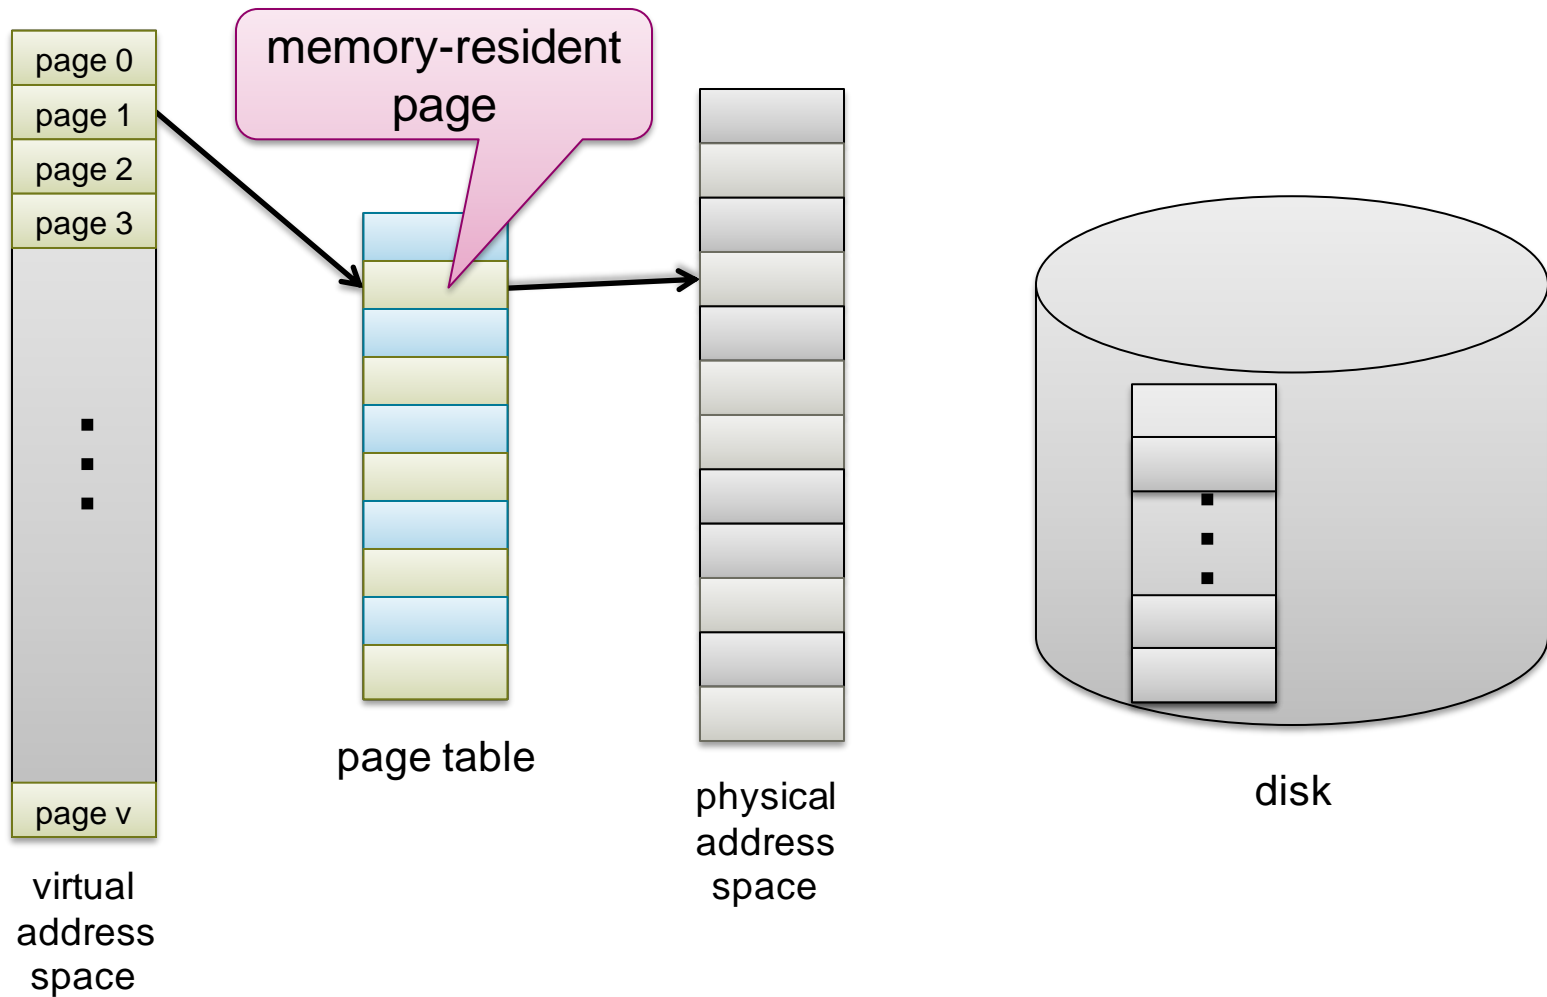 page 0
page 1
page 2
page 3
page v
virtual
address
space
memory-resident
page
page table
physical
address
space
disk